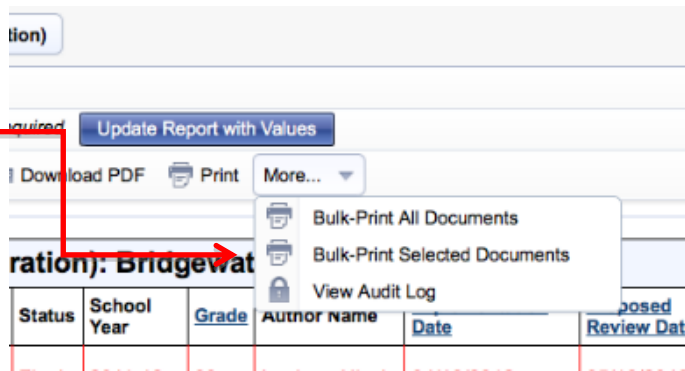 tion)
quired Update Report with Values
Download PDF Print More...
Bulk-Print All Documents
Bulk-Print Selected Documents
View Audit Log
ration): Bridgewat
Status School Year Grade Author Name Date posed Review Dat